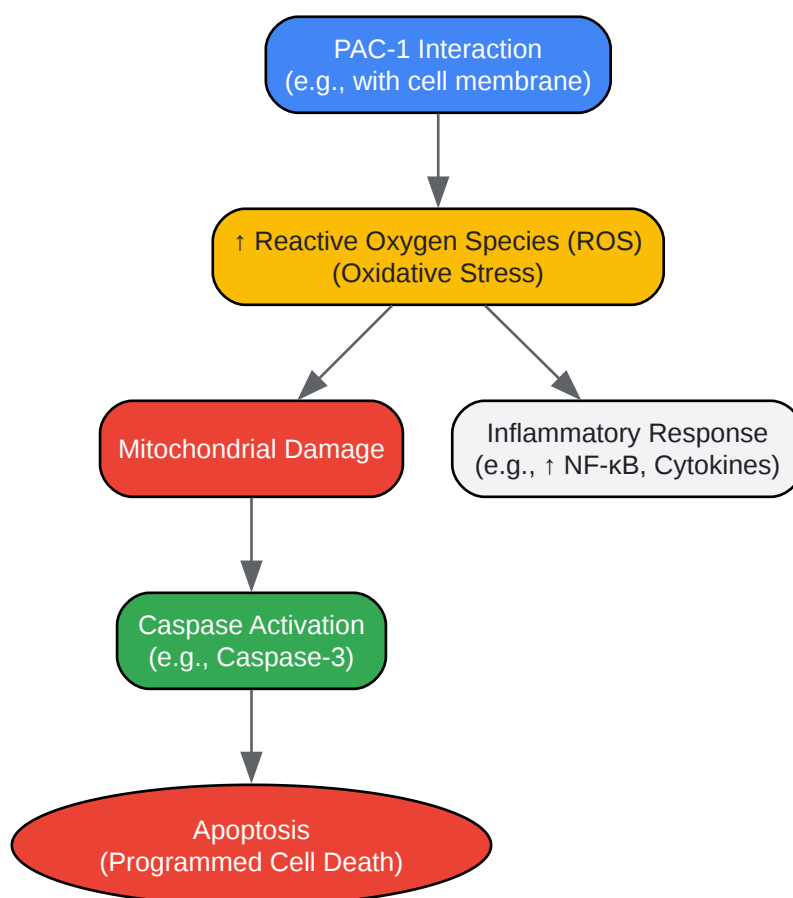 PAC-1 Interaction
(e.g., with cell membrane)
↑ Reactive Oxygen Species (ROS)
(Oxidative Stress)
Mitochondrial Damage
Inflammatory Response
(e.g., ↑ NF-κB, Cytokines)
Caspase Activation
(e.g., Caspase-3)
Apoptosis
(Programmed Cell Death)